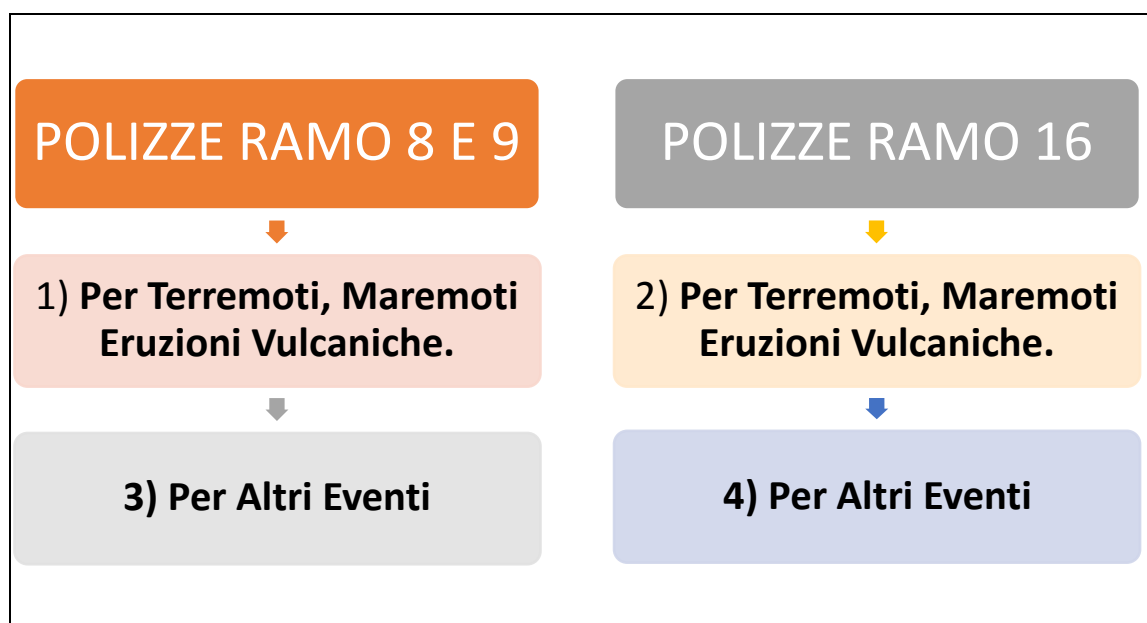 POLIZZE RAMO 8 E 9
1) Per Terremoti, Maremoti
Eruzioni Vulcaniche.
3) Per Altri Eventi
POLIZZE RAMO 16
2) Per Terremoti, Maremoti
Eruzioni Vulcaniche.
4) Per Altri Eventi